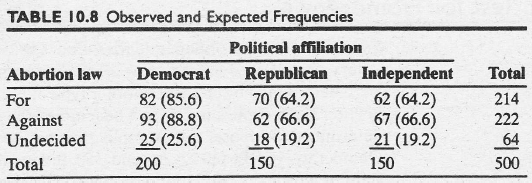 TABLE 10.8 Observed and Expected Frequencies
Political affiliation
Abortion law Democrat Republican Independent Total
For 82 (85.6) 70 (64.2) 62 (64.2) 214
Against 93 (88.8) 62 (66.6) 67 (66.6) 222
Undecided 25 (25.6) 18 (19.2) 21 (19.2) 64
Total 200 150 150 500